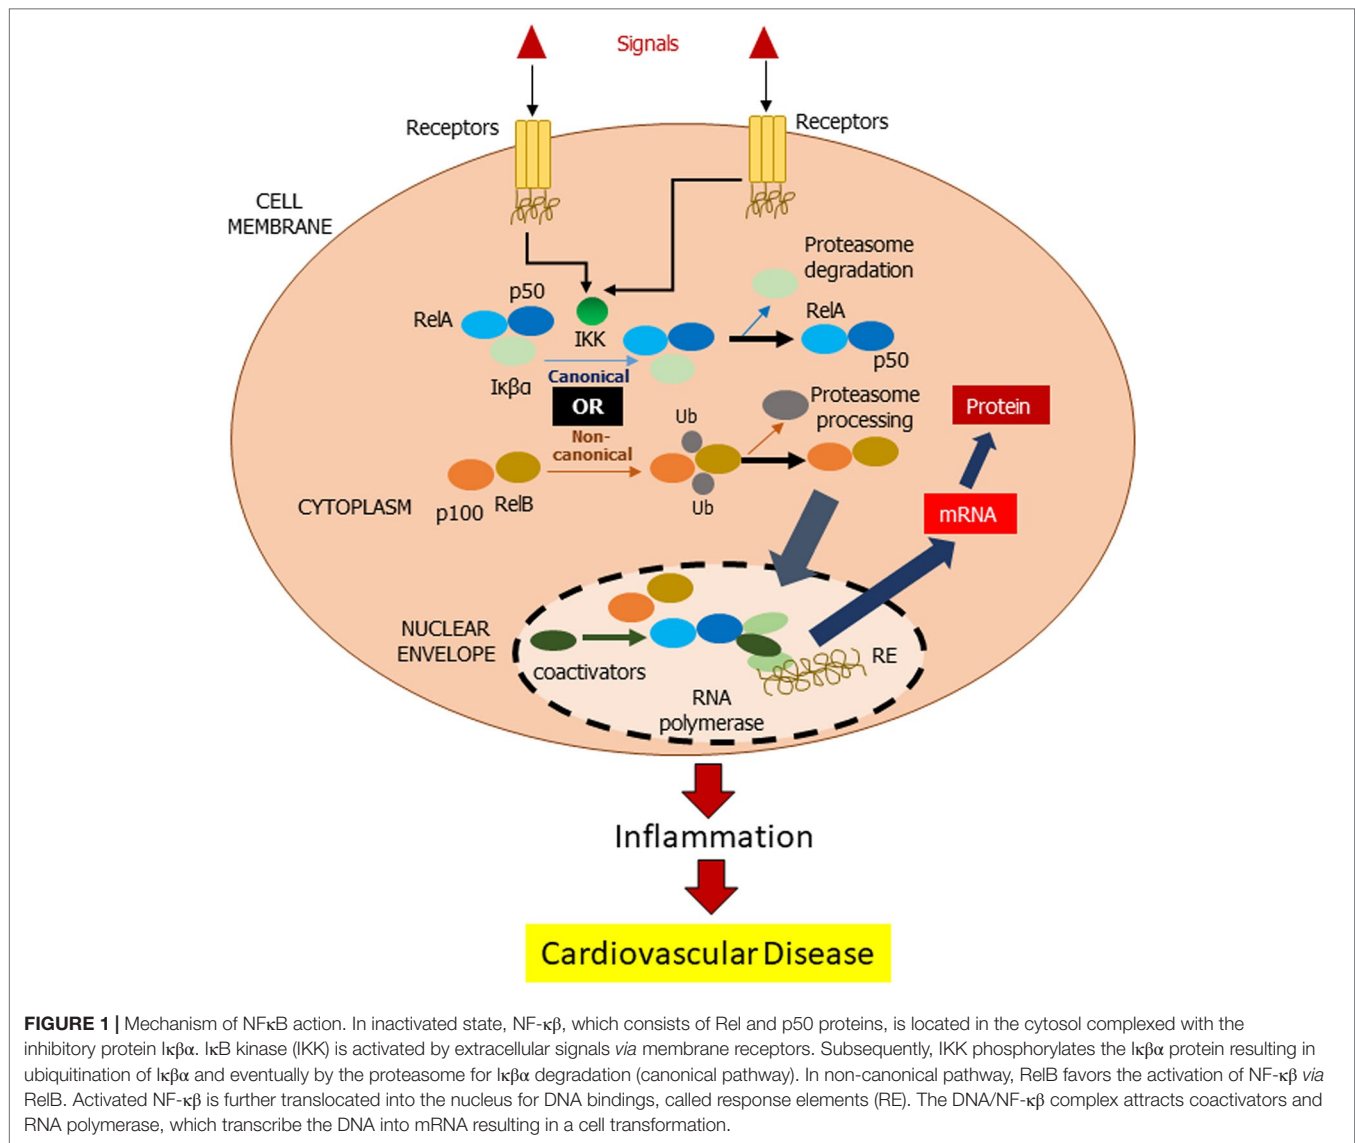 Signals
Receptors
Receptors
CELL
MEMBRANE
Proteasome
degradation
p50
RelA
RelA
IKK
p50
Iκβα
Canonical
OR
Non-
canonical
Ub
Proteasome
processing
Protein
CYTOPLASM
p100
RelB
Ub
mRNA
NUCLEAR
ENVELOPE
coactivators
RE
RNA
polymerase
Inflammation
Cardiovascular Disease
FIGURE 1 | Mechanism of NFκB action. In inactivated state, NF-κβ, which consists of Rel and p50 proteins, is located in the cytosol complexed with the
inhibitory protein Iκβα. IκB kinase (IKK) is activated by extracellular signals via membrane receptors. Subsequently, IKK phosphorylates the Iκβα protein resulting in
ubiquitination of Iκβα and eventually by the proteasome for Iκβα degradation (canonical pathway). In non-canonical pathway, RelB favors the activation of NF-κβ via
RelB. Activated NF-κβ is further translocated into the nucleus for DNA bindings, called response elements (RE). The DNA/NF-κβ complex attracts coactivators and
RNA polymerase, which transcribe the DNA into mRNA resulting in a cell transformation.